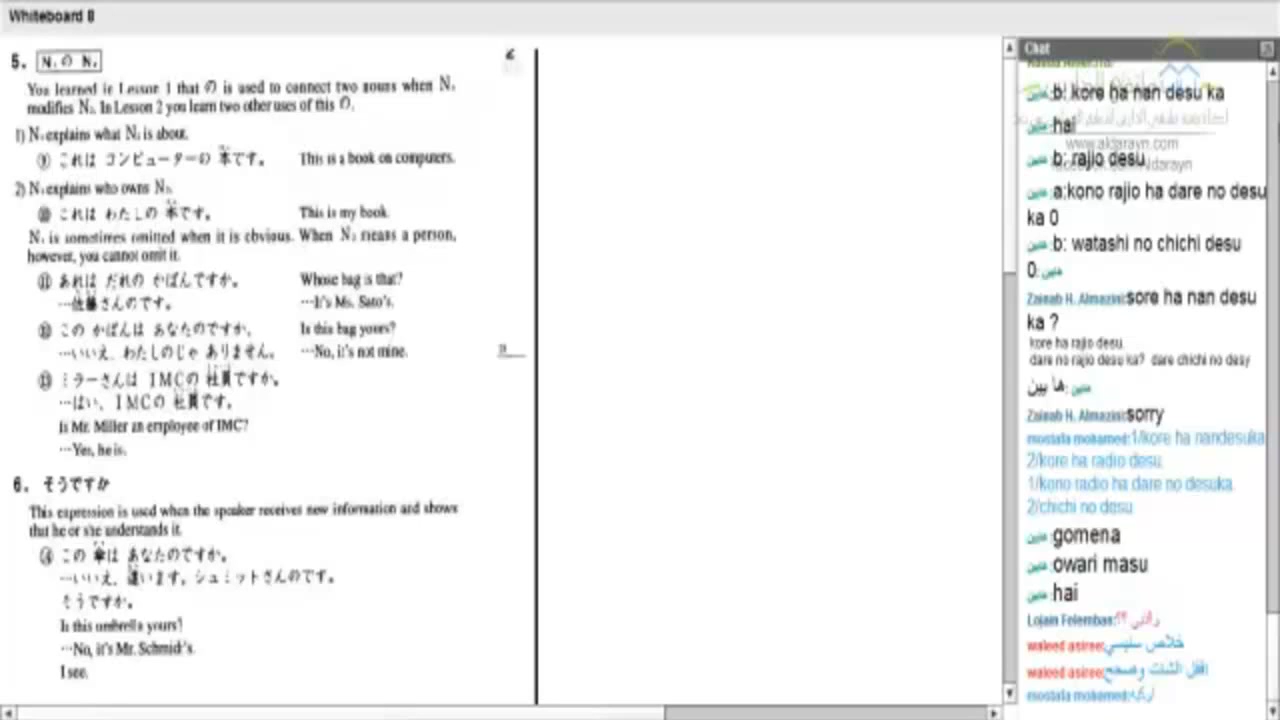 Whiteboard 8
5. N₁の N₂
You learned in Lesson 1 that の is used to connect two nouns when N₁
modifies N₂. In Lesson 2 you learn two other uses of this の.
1) N₁ explains what N₂ is about.
⑨ これは コンピューターの 本です。 This is a book on computers.
2) N₁ explains who owns N₂.
⑩ これは わたしの 本です。 This is my book.
N₂ is sometimes omitted when it is obvious. When N₂ means a person,
however, you cannot omit it.
⑪ あれは だれの かばんですか。 Whose bag is that?
…佐藤さんのです。 …It's Ms. Sato's.
⑫ この かばんは あなたのですか。 Is this bag yours?
…いいえ、わたしのじゃ ありません。 …No, it's not mine.
⑬ ミラーさんは IMCの 社員ですか。
…はい、IMCの 社員です。
Is Mr. Miller an employee of IMC?
…Yes, he is.
6. そうですか
This expression is used when the speaker receives new information and shows
that he or she understands it.
⑭ この 傘は あなたのですか。
…いいえ、違います。シュミットさんのです。
そうですか。
Is this umbrella yours?
…No, it's Mr. Schmidt's.
I see.
Chat
b: kore ha nan desu ka
hai
www.aldarayn.com
b: rajio desu
a:kono rajio ha dare no desu
ka 0
b: watashi no chichi desu
0:
Zainab H. Almazini:sore ha nan desu
ka ?
kore ha rajio desu.
dare no rajio desu ka? dare chichi no desy
ها بين
Zainab H. Almazini:sorry
mostafa mohamed:1/kore ha nandesuka
2/kore ha radio desu.
1/kono radio ha dare no desuka.
2/chichi no desu
gomena
owari masu
hai
Lojain Felemban:
waleed asiree:خلاص سنيسي
waleed asiree:اقفل الشات وصحح
mostafa mohamed: